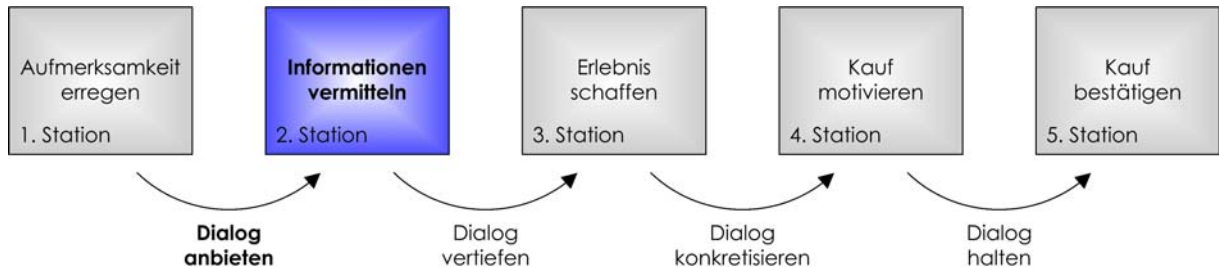 Aufmerksamkeit
erregen
1. Station
Informationen
vermitteln
2. Station
Erlebnis
schaffen
3. Station
Kauf
motivieren
4. Station
Kauf
bestätigen
5. Station
Dialog
anbieten
Dialog
vertiefen
Dialog
konkretisieren
Dialog
halten